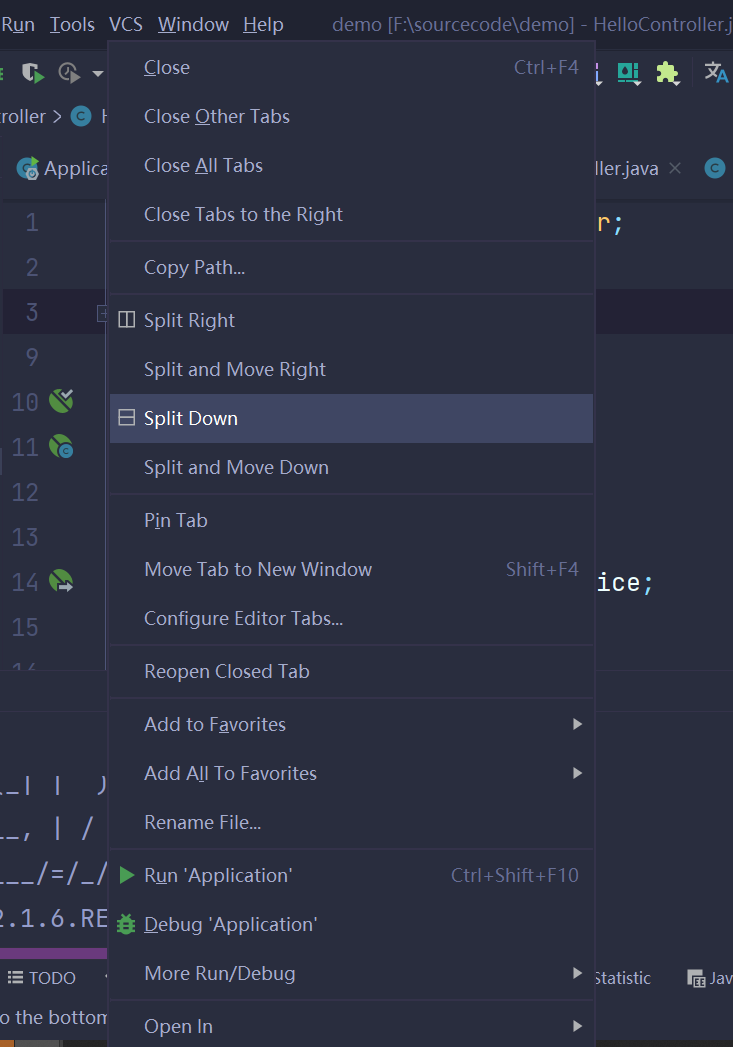 Run Tools VCS Window Help demo [F:\sourcecode\demo] - HelloController.j
roller
Applica
ller.java
Close Ctrl+F4
Close Other Tabs
Close All Tabs
Close Tabs to the Right
Copy Path...
Split Right
Split and Move Right
Split Down
Split and Move Down
Pin Tab
Move Tab to New Window Shift+F4
Configure Editor Tabs...
Reopen Closed Tab
Add to Favorites
Add All To Favorites
Rename File...
Run 'Application' Ctrl+Shift+F10
Debug 'Application'
More Run/Debug
Open In
1
2
3
9
10
11
12
13
14
15
r;
ice;
_| | )
_, | /
___/=/_/
2.1.6.RE
TODO
Statistic
Jav
o the bottom